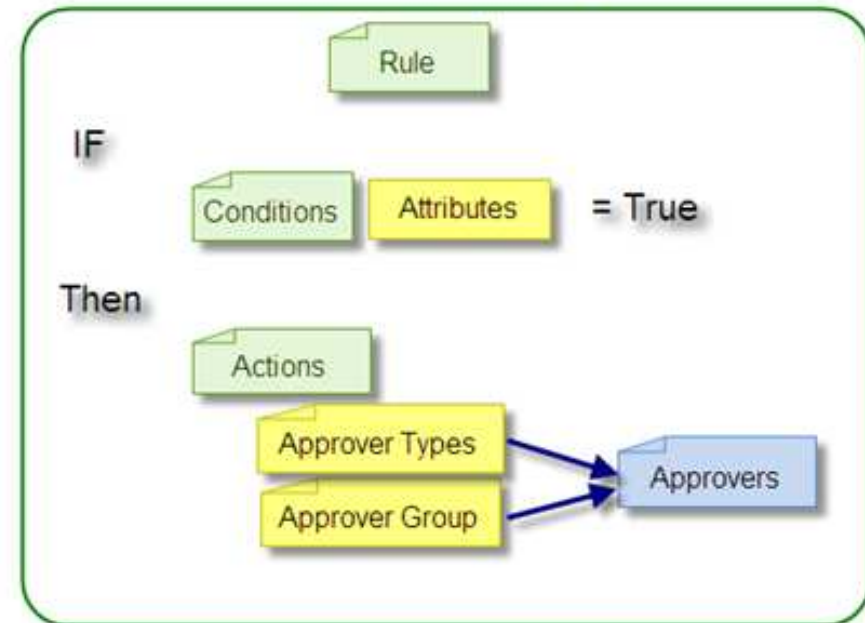 Rule
IF
Conditions Attributes = True
Then
Actions
Approver Types
Approvers
Approver Group